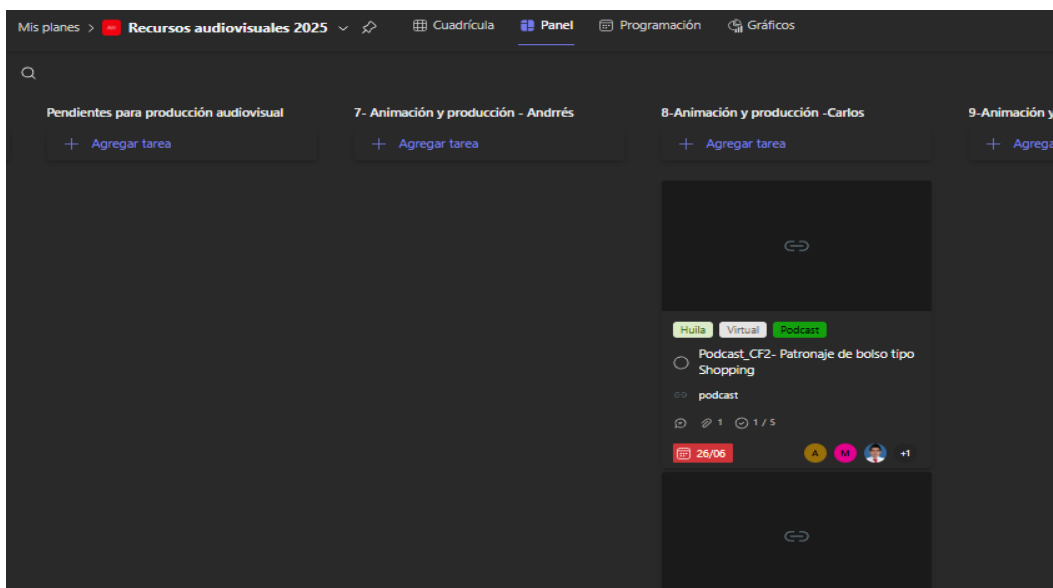 Mis planes > Recursos audiovisuales 2025 Cuadrícula Panel Programación Gráficos
Pendientes para producción audiovisual
Agregar tarea
7- Animación y producción - Andrrés
Agregar tarea
8-Animación y producción -Carlos
Agregar tarea
Huila Virtual Podcast
Podcast_CF2- Patronaje de bolso tipo
Shopping
podcast
1 1 / 5
26/06 A M +1
9-Animación y
Agrega